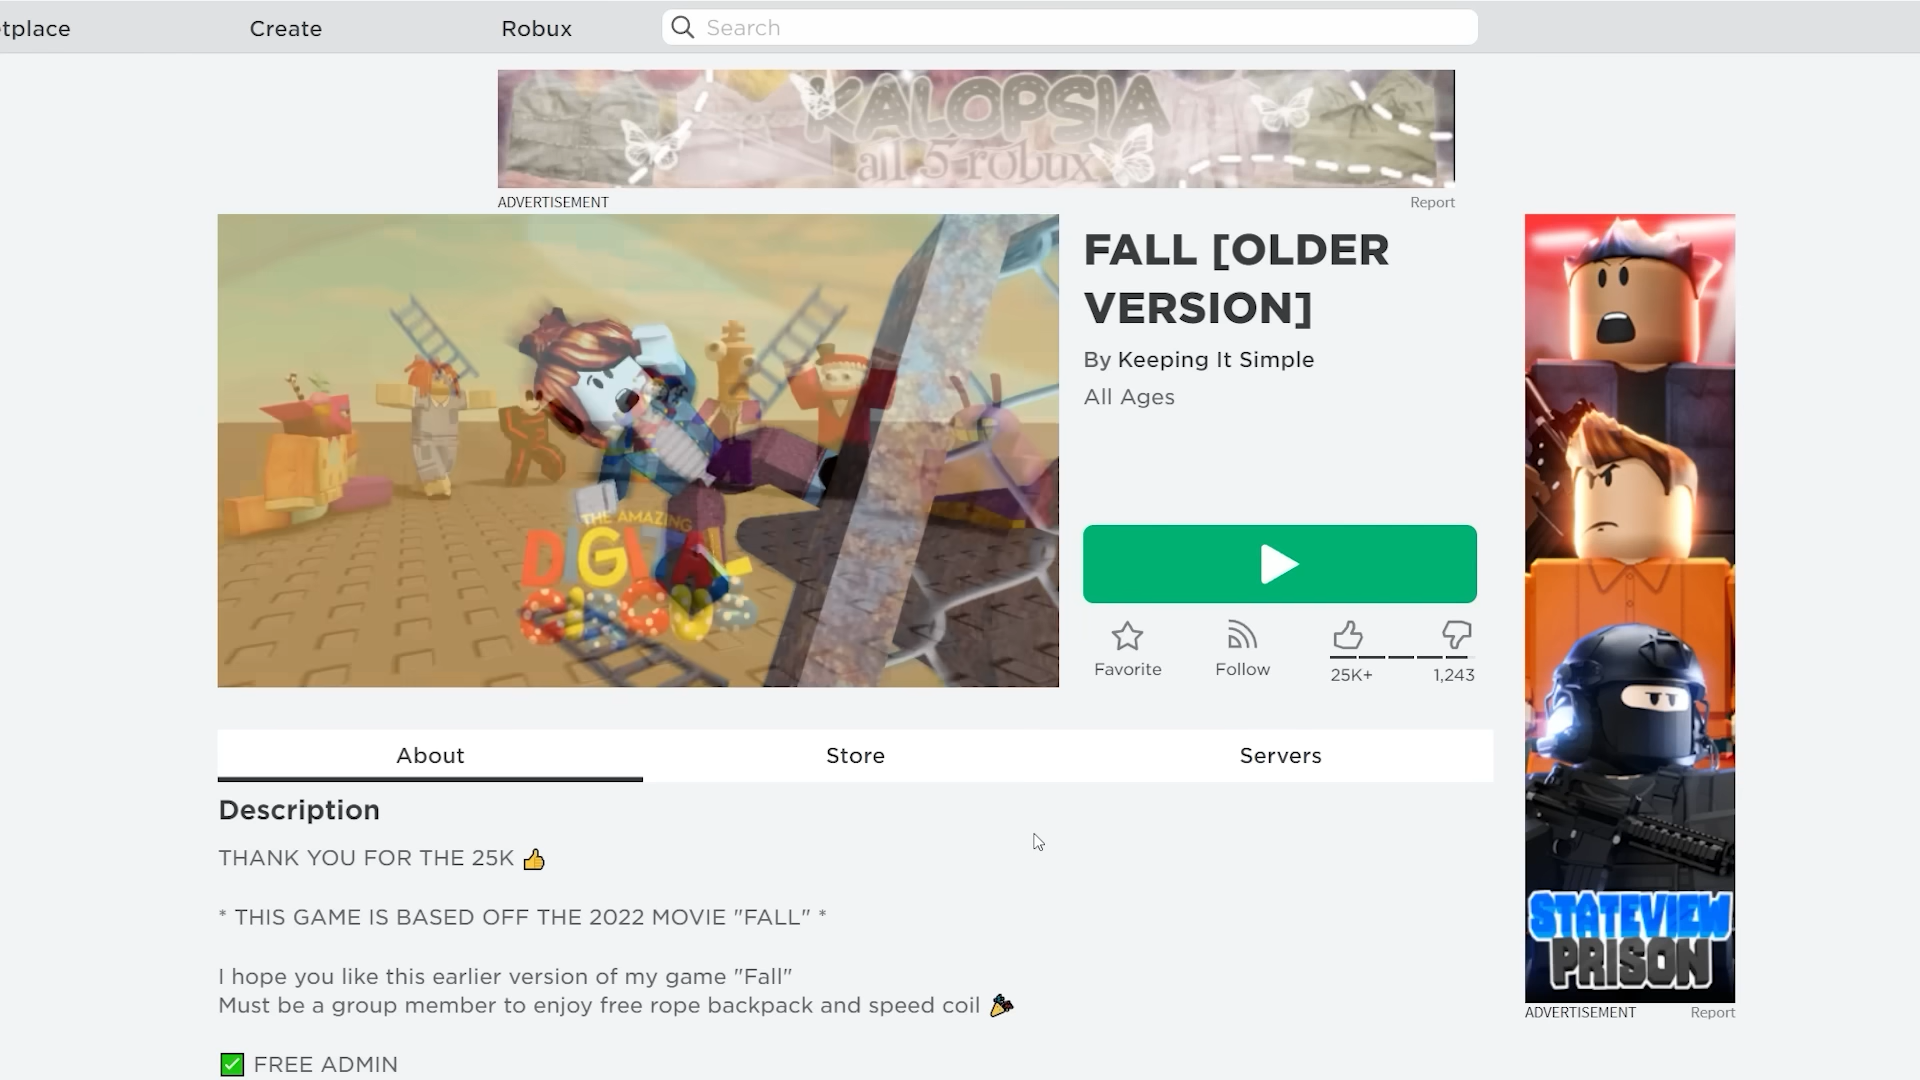 tplace Create Robux Search
KALOPSIA
all 5 robux
ADVERTISEMENT Report
FALL [OLDER
VERSION]
By Keeping It Simple
All Ages
THE AMAZING
DIGITAL
CIRCUS
Favorite Follow 25K+ 1,243
About Store Servers
Description
THANK YOU FOR THE 25K 👍
* THIS GAME IS BASED OFF THE 2022 MOVIE "FALL" *
I hope you like this earlier version of my game "Fall"
Must be a group member to enjoy free rope backpack and speed coil 🎉
✅ FREE ADMIN
STATEVIEW
PRISON
ADVERTISEMENT Report